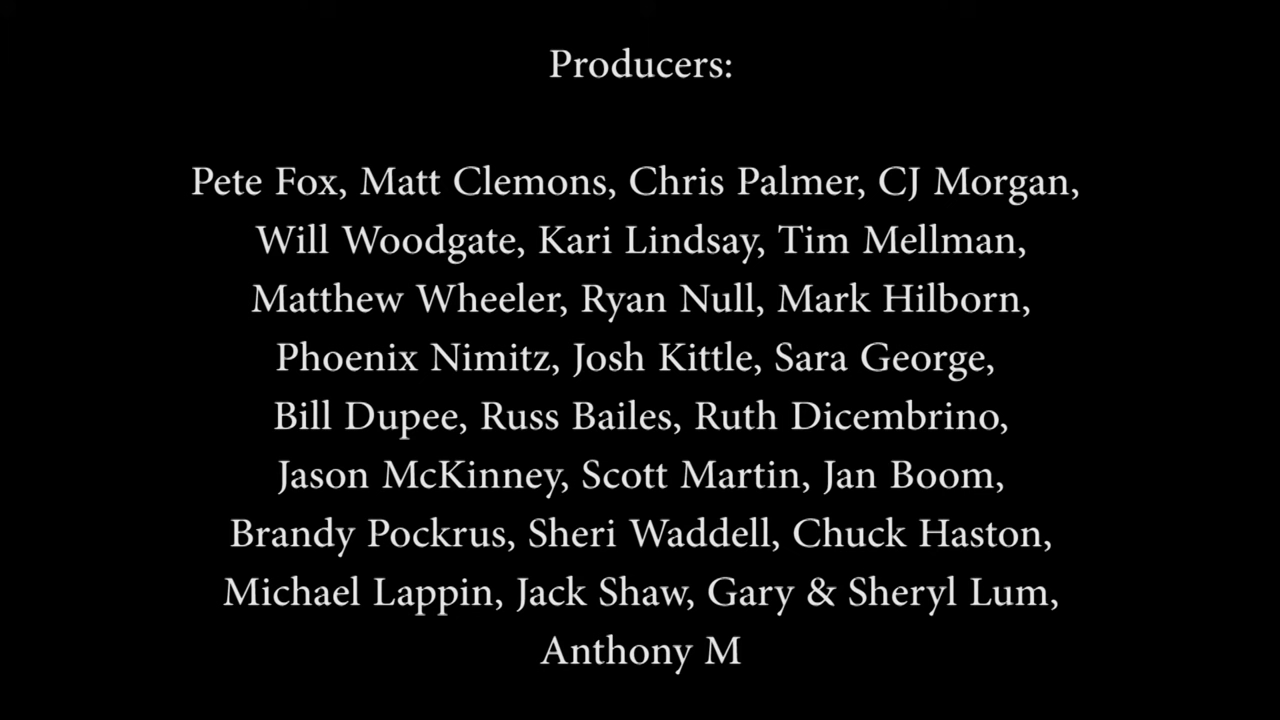 Producers:
Pete Fox, Matt Clemons, Chris Palmer, CJ Morgan,
Will Woodgate, Kari Lindsay, Tim Mellman,
Matthew Wheeler, Ryan Null, Mark Hilborn,
Phoenix Nimitz, Josh Kittle, Sara George,
Bill Dupee, Russ Bailes, Ruth Dicembrino,
Jason McKinney, Scott Martin, Jan Boom,
Brandy Pockrus, Sheri Waddell, Chuck Haston,
Michael Lappin, Jack Shaw, Gary & Sheryl Lum,
Anthony M